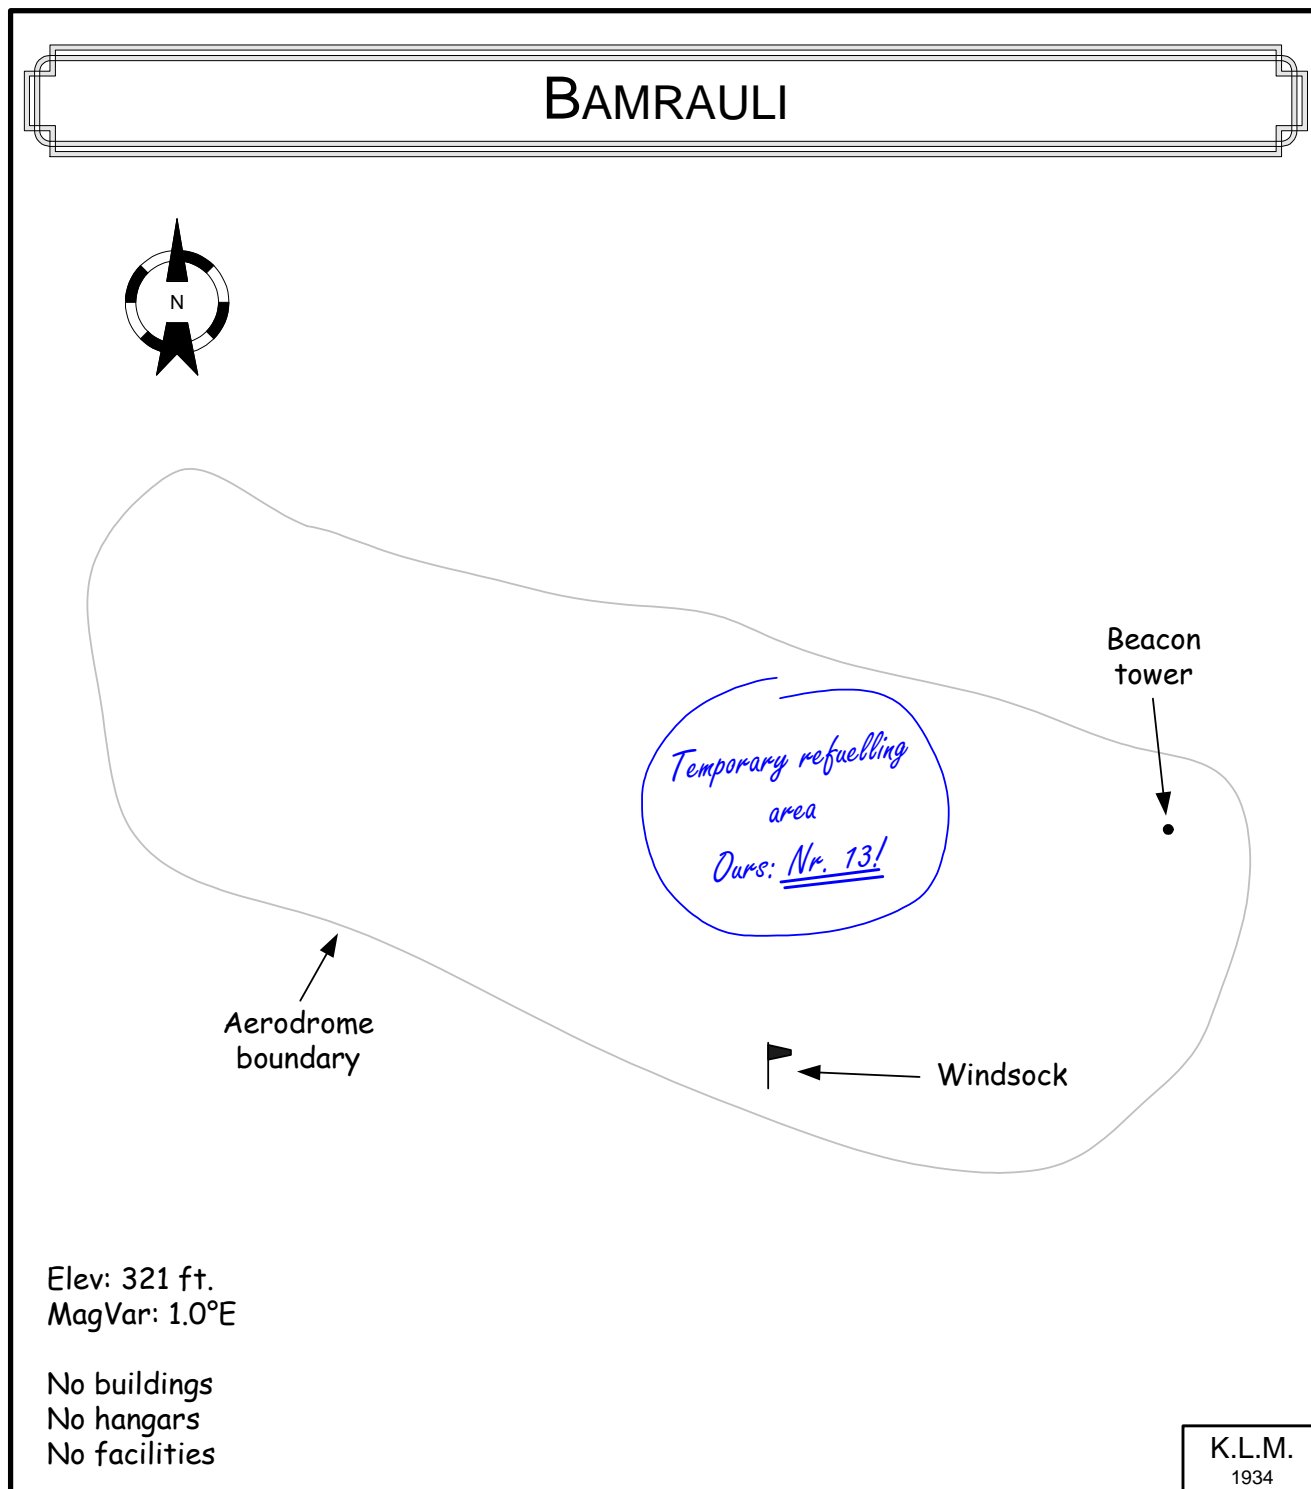 BAMRAULI
N
Beacon
tower
Temporary refuelling
area
Ours: Nr. 13!
Aerodrome
boundary
Windsock
Elev: 321 ft.
MagVar: 1.0°E
No buildings
No hangars
No facilities
K.L.M.
1934